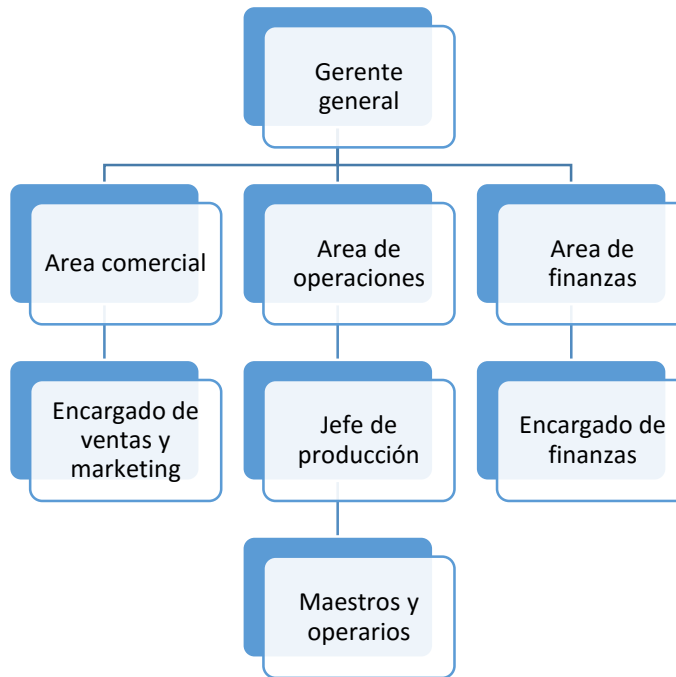 Gerente
general
Area comercial
Area de
operaciones
Area de
finanzas
Encargado de
ventas y
marketing
Jefe de
producción
Encargado de
finanzas
Maestros y
operarios